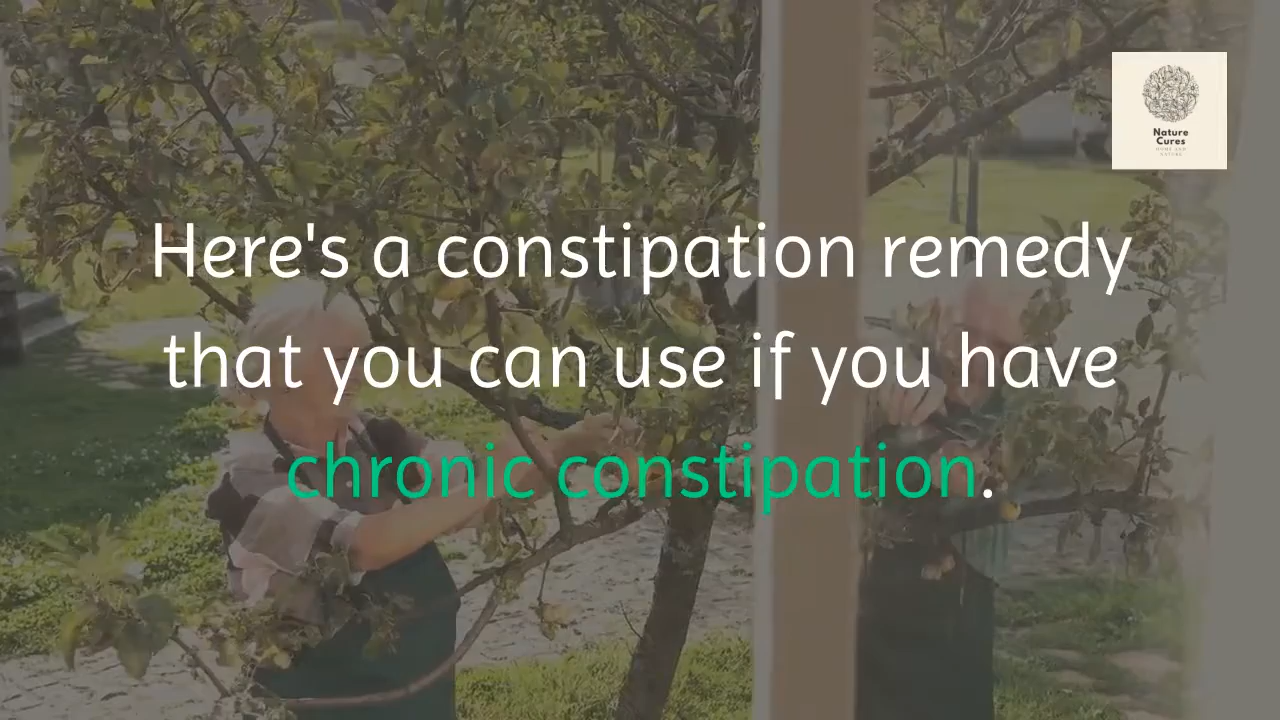 Nature
Cures
Here's a constipation remedy
that you can use if you have
chronic constipation.